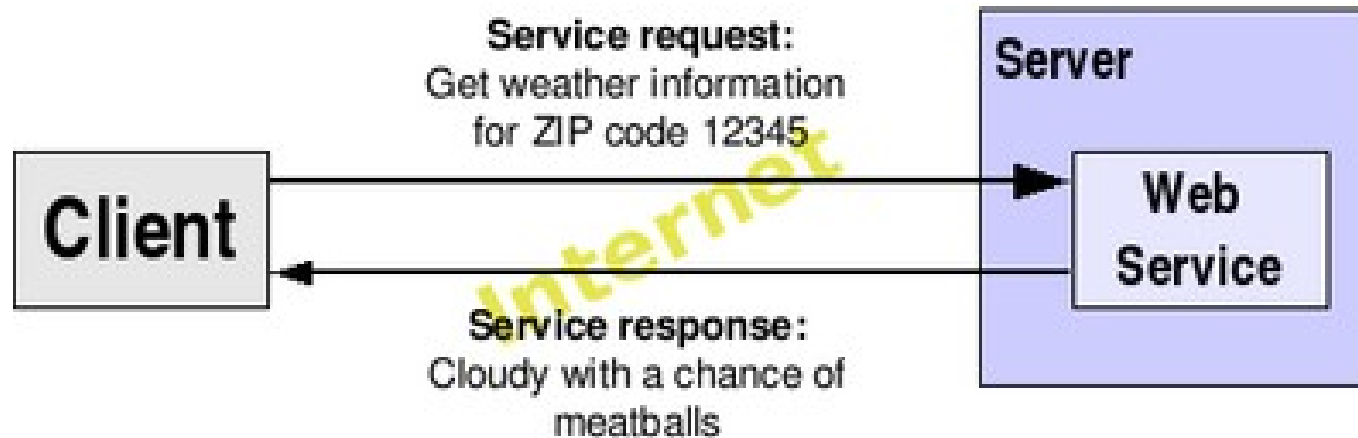 Service request:
Get weather information
for ZIP code 12345
Server
Client
Internet
Web
Service
Service response:
Cloudy with a chance of
meatballs